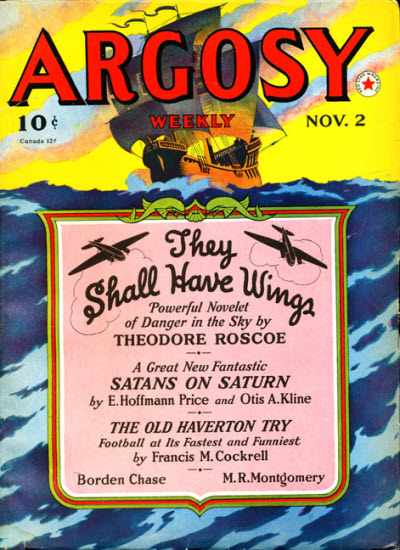 ARGOSY
10¢
Canada 12¢
WEEKLY
NOV. 2
They
Shall Have Wings
Powerful Novelet
of Danger in the Sky by
THEODORE ROSCOE
A Great New Fantastic
SATANS ON SATURN
by E. Hoffmann Price and Otis A. Kline
THE OLD HAVERTON TRY
Football at Its Fastest and Funniest
by Francis M. Cockrell
Borden Chase
M. R. Montgomery